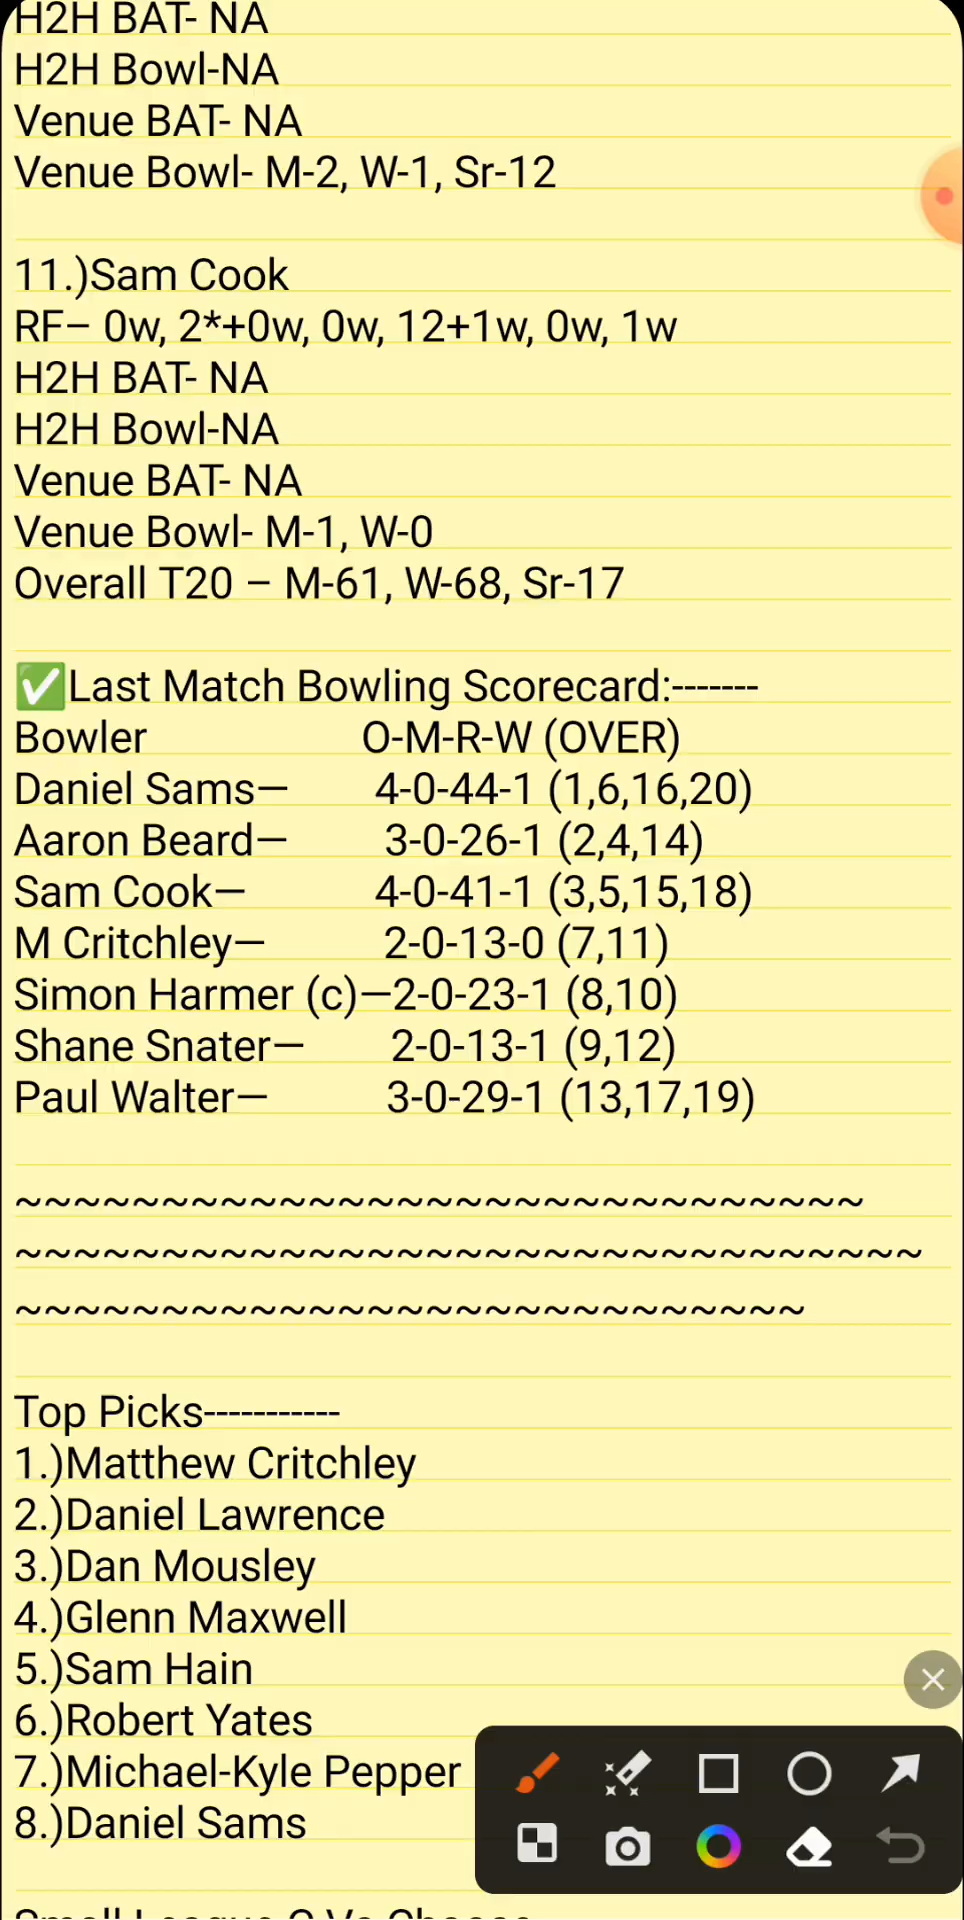 H2H BAT- NA
H2H Bowl-NA
Venue BAT- NA
Venue Bowl- M-2, W-1, Sr-12
11.)Sam Cook
RF– 0w, 2*+0w, 0w, 12+1w, 0w, 1w
H2H BAT- NA
H2H Bowl-NA
Venue BAT- NA
Venue Bowl- M-1, W-0
Overall T20 – M-61, W-68, Sr-17
✅Last Match Bowling Scorecard:-------
Bowler O-M-R-W (OVER)
Daniel Sams— 4-0-44-1 (1,6,16,20)
Aaron Beard— 3-0-26-1 (2,4,14)
Sam Cook— 4-0-41-1 (3,5,15,18)
M Critchley— 2-0-13-0 (7,11)
Simon Harmer (c)—2-0-23-1 (8,10)
Shane Snater— 2-0-13-1 (9,12)
Paul Walter— 3-0-29-1 (13,17,19)
~~~~~~~~~~~~~~~~~~~~~~~~~~~~~
~~~~~~~~~~~~~~~~~~~~~~~~~~~~~~~
~~~~~~~~~~~~~~~~~~~~~~~~~~~
Top Picks-----------
1.)Matthew Critchley
2.)Daniel Lawrence
3.)Dan Mousley
4.)Glenn Maxwell
5.)Sam Hain
6.)Robert Yates
7.)Michael-Kyle Pepper
8.)Daniel Sams